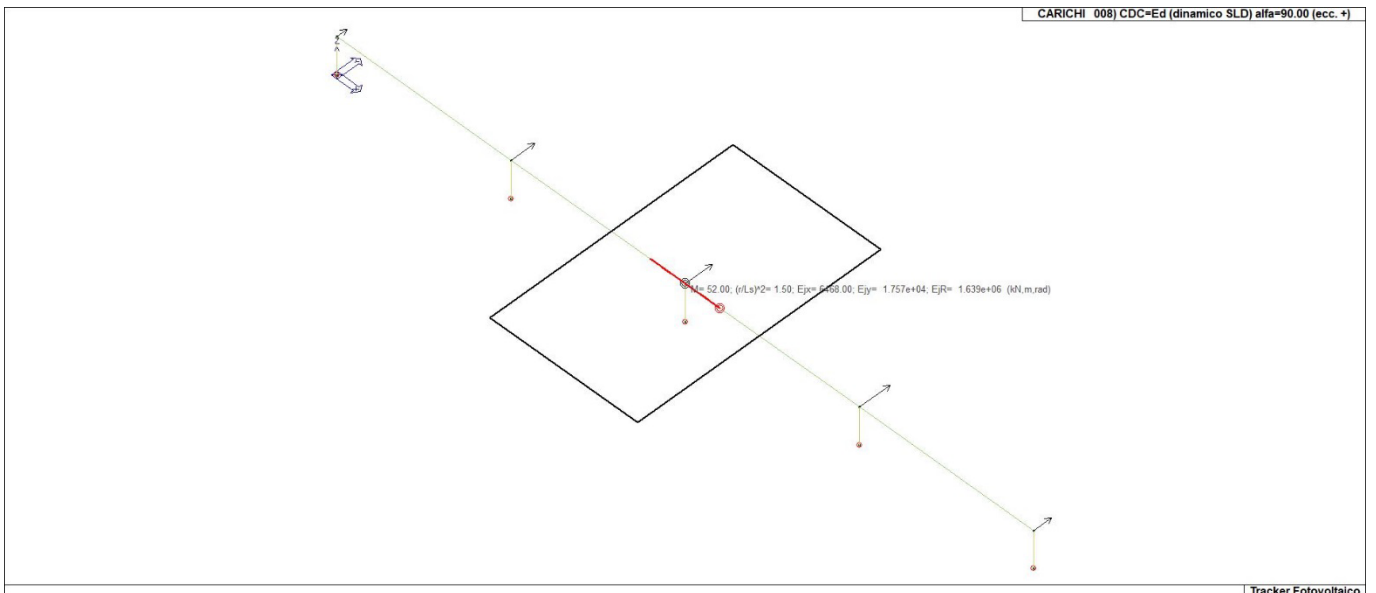 CARICHI 008) CDC=Ed (dinamico SLD) alfa=90.00 (ecc. +)
Z
M= 52.00; (r/Ls)^2= 1.50; Ejx= 6468.00; Ejy= 1.757e+04; EjR= 1.639e+06 (kN,m,rad)
Tracker Fotovoltaico